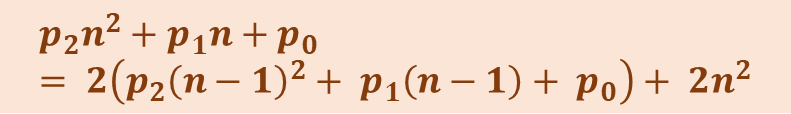 p₂n² + p₁n + p₀
= 2(p₂(n − 1)² + p₁(n − 1) + p₀) + 2n²